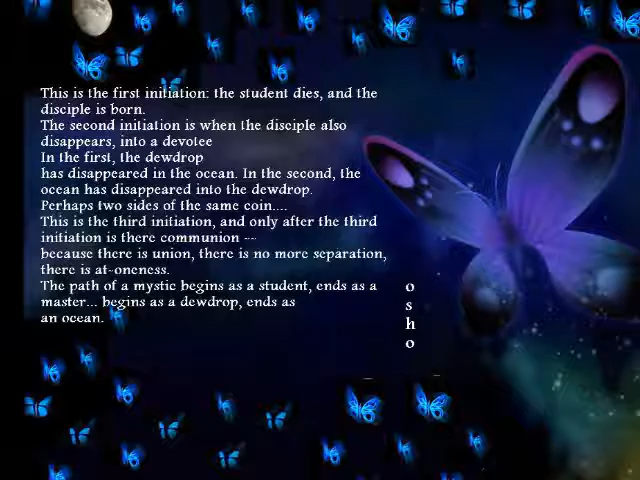 This is the first initiation: the student dies, and the
disciple is born.
The second initiation is when the disciple also
disappears, into a devotee
In the first, the dewdrop
has disappeared in the ocean. In the second, the
ocean has disappeared into the dewdrop.
Perhaps two sides of the same coin....
This is the third initiation, and only after the third
initiation is there communion --
because there is union, there is no more separation,
there is at-oneness.
The path of a mystic begins as a student, ends as a
master... begins as a dewdrop, ends as
an ocean.
o
s
h
o